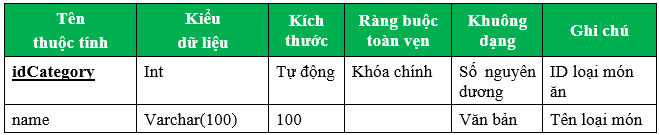 Tên thuộc tính | Kiểu dữ liệu | Kích thước | Ràng buộc toàn vẹn | Khuông dạng | Ghi chú
idCategory | Int | Tự động | Khóa chính | Số nguyên dương | ID loại món ăn
name | Varchar(100) | 100 | | Văn bản | Tên loại món